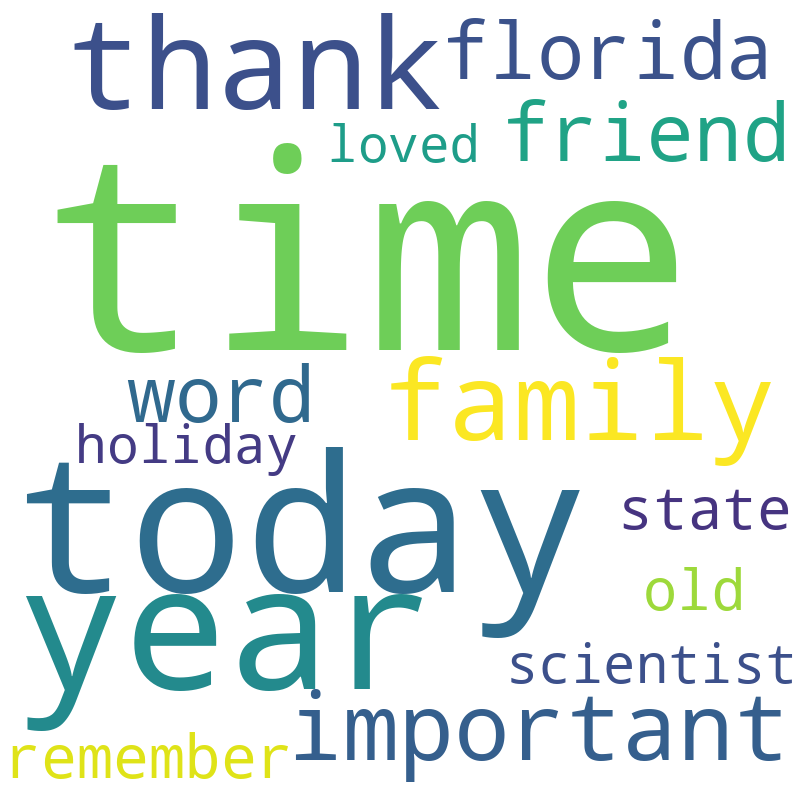 thank florida
loved friend
time
word family
holiday
today state
year old
scientist
important
remember